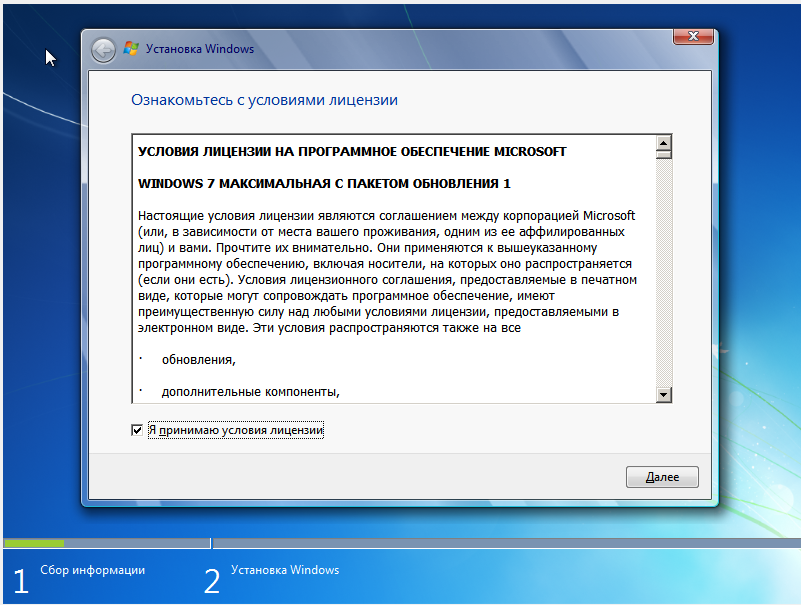 Установка Windows
Ознакомьтесь с условиями лицензии
УСЛОВИЯ ЛИЦЕНЗИИ НА ПРОГРАММНОЕ ОБЕСПЕЧЕНИЕ MICROSOFT
WINDOWS 7 МАКСИМАЛЬНАЯ С ПАКЕТОМ ОБНОВЛЕНИЯ 1
Настоящие условия лицензии являются соглашением между корпорацией Microsoft
(или, в зависимости от места вашего проживания, одним из ее аффилированных
лиц) и вами. Прочтите их внимательно. Они применяются к вышеуказанному
программному обеспечению, включая носители, на которых оно распространяется
(если они есть). Условия лицензионного соглашения, предоставляемые в печатном
виде, которые могут сопровождать программное обеспечение, имеют
преимущественную силу над любыми условиями лицензии, предоставляемыми в
электронном виде. Эти условия распространяются также на все
· обновления,
· дополнительные компоненты,
Я принимаю условия лицензии
Далее
1 Сбор информации
2 Установка Windows